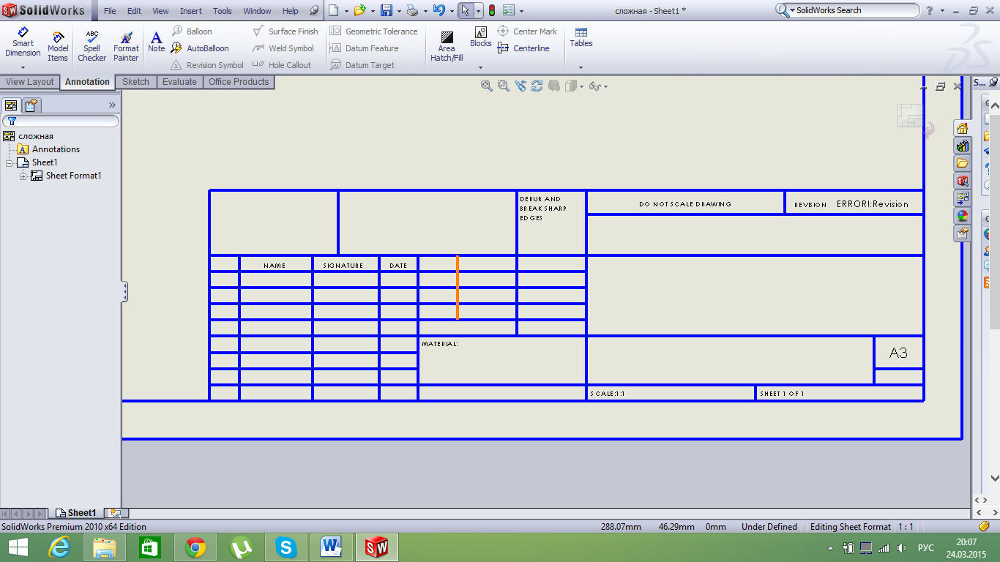 SolidWorks File Edit View Insert Tools Window Help сложная - Sheet1 * SolidWorks Search ?
Smart Dimension
Model Items
Spell Checker
Format Painter
Note
Balloon
AutoBalloon
Revision Symbol
Surface Finish
Weld Symbol
Hole Callout
Geometric Tolerance
Datum Feature
Datum Target
Area Hatch/Fill
Blocks
Center Mark
Centerline
Tables
View Layout Annotation Sketch Evaluate Office Products
S...
сложная
Annotations
Sheet1
Sheet Format1
DEBUR AND
BREAK SHARP
EDGES
DO NOT SCALE DRAWING
REVISION ERROR!:Revision
NAME SIGNATURE DATE
MATERIAL:
A3
SCALE:1:1 SHEET 1 OF 1
Sheet1
SolidWorks Premium 2010 x64 Edition 288.07mm 46.29mm 0mm Under Defined Editing Sheet Format 1 : 1
РУС
20:07
24.03.2015